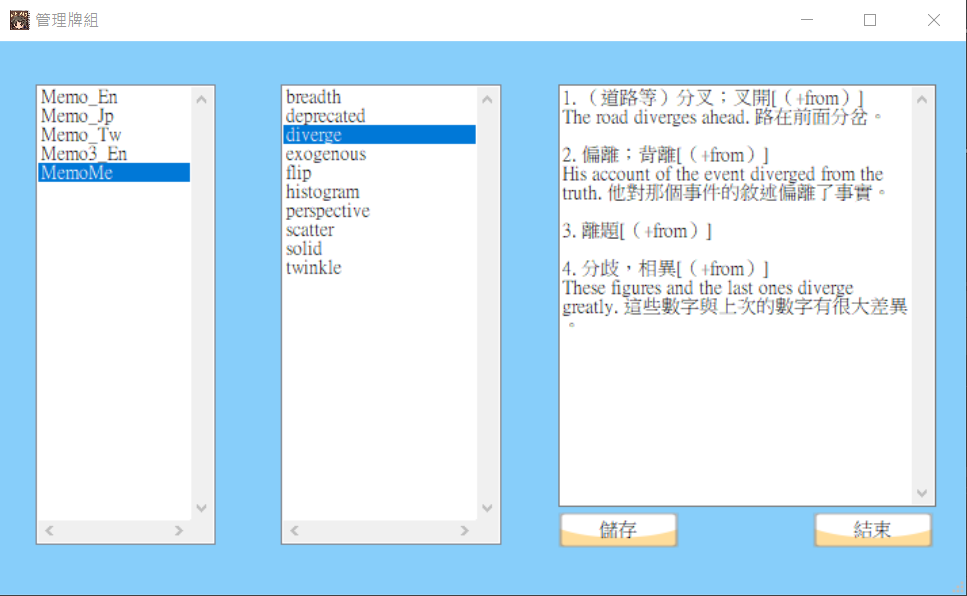 管理牌組
Memo_En
Memo_Jp
Memo_Tw
Memo3_En
MemoMe
breadth
deprecated
diverge
exogenous
flip
histogram
perspective
scatter
solid
twinkle
1. （道路等）分叉；叉開[（+from）]
The road diverges ahead. 路在前面分岔。
2. 偏離；背離[（+from）]
His account of the event diverged from the
truth. 他對那個事件的敘述偏離了事實。
3. 離題[（+from）]
4. 分歧，相異[（+from）]
These figures and the last ones diverge
greatly. 這些數字與上次的數字有很大差異
。
儲存
結束